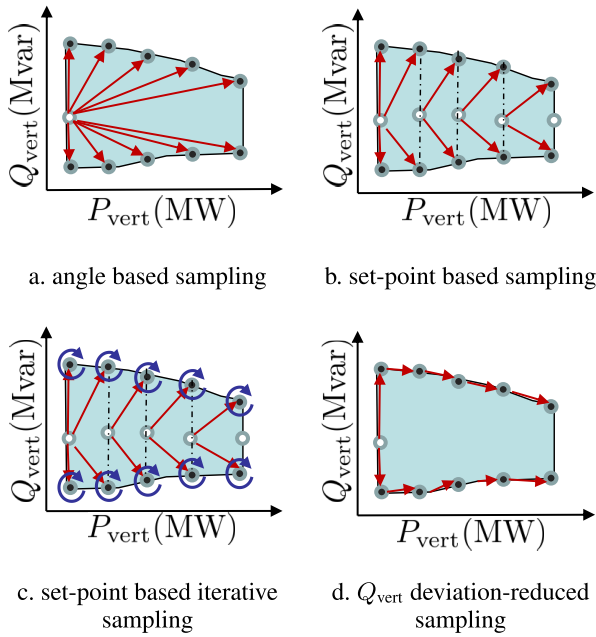 Q_vert (Mvar)
P_vert (MW)
a. angle based sampling
Q_vert (Mvar)
P_vert (MW)
b. set-point based sampling
Q_vert (Mvar)
P_vert (MW)
c. set-point based iterative
sampling
Q_vert (Mvar)
P_vert (MW)
d. Q_vert deviation-reduced
sampling